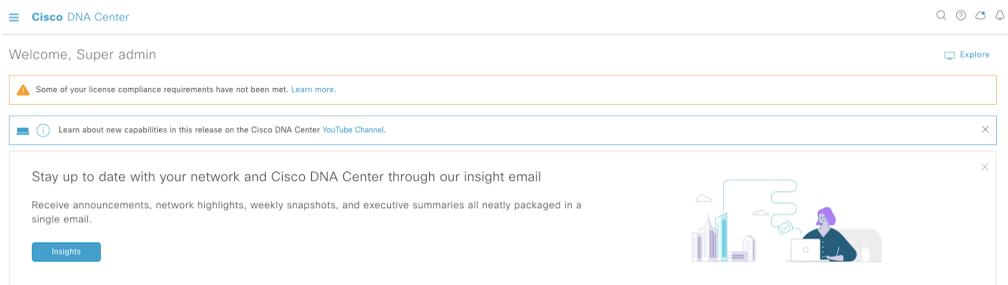 Cisco DNA Center
Welcome, Super admin
Explore
Some of your license compliance requirements have not been met. Learn more.
Learn about new capabilities in this release on the Cisco DNA Center YouTube Channel.
Stay up to date with your network and Cisco DNA Center through our insight email
Receive announcements, network highlights, weekly snapshots, and executive summaries all neatly packaged in a
single email.
Insights